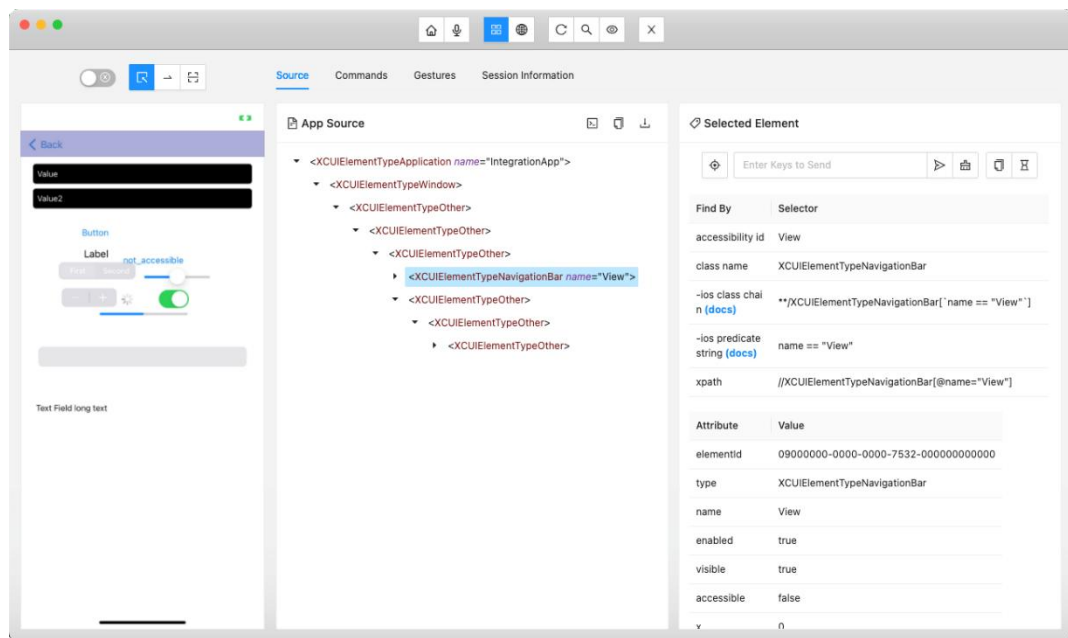 Source Commands Gestures Session Information
Back
Value
Value2
Button
Label
not_accessible
First Second
Text Field long text
App Source
<XCUIElementTypeApplication name="IntegrationApp">
<XCUIElementTypeWindow>
<XCUIElementTypeOther>
<XCUIElementTypeOther>
<XCUIElementTypeOther>
<XCUIElementTypeNavigationBar name="View">
<XCUIElementTypeOther>
<XCUIElementTypeOther>
<XCUIElementTypeOther>
Selected Element
Enter Keys to Send
Find By Selector
accessibility id View
class name XCUIElementTypeNavigationBar
-ios class chai
n (docs) **/XCUIElementTypeNavigationBar[`name == "View"`]
-ios predicate
string (docs) name == "View"
xpath //XCUIElementTypeNavigationBar[@name="View"]
Attribute Value
elementId 09000000-0000-0000-7532-000000000000
type XCUIElementTypeNavigationBar
name View
enabled true
visible true
accessible false
x 0